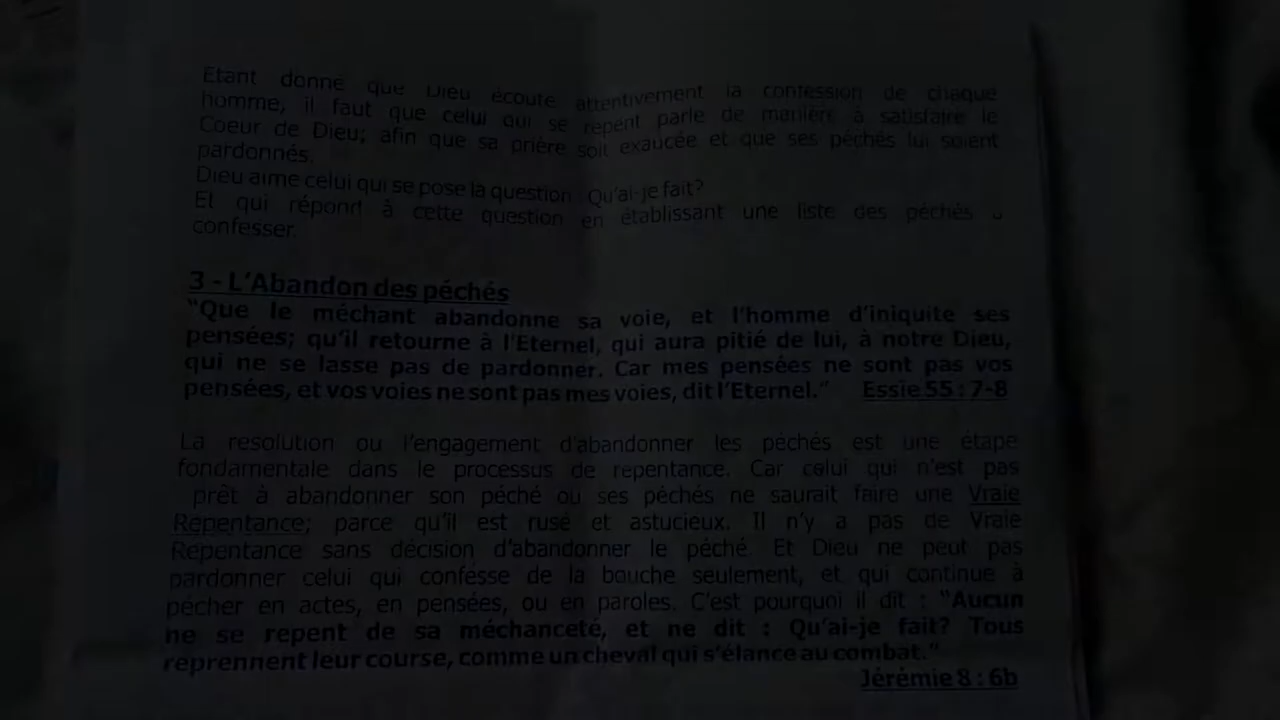 Etant donne que Dieu écoute attentivement la confession de chaque
homme, il faut que celui qui se repent parle de manière à satisfaire le
Coeur de Dieu; afin que sa prière soit exaucée et que ses péchés lui soient
pardonnés.
Dieu aime celui qui se pose la question : Qu'ai-je fait?
Et qui répond à cette question en établissant une liste des péchés à
confesser.
3 - L'Abandon des péchés
"Que le méchant abandonne sa voie, et l'homme d'iniquité ses
pensées; qu'il retourne à l'Eternel, qui aura pitié de lui, à notre Dieu,
qui ne se lasse pas de pardonner. Car mes pensées ne sont pas vos
pensées, et vos voies ne sont pas mes voies, dit l'Eternel." Essïe 55 : 7-8
La resolution ou l'engagement d'abandonner les péchés est une étape
fondamentale dans le processus de repentance. Car celui qui n'est pas
prêt à abandonner son péché ou ses péchés ne saurait faire une Vraie
Repentance; parce qu'il est rusé et astucieux. Il n'y a pas de Vraie
Repentance sans décision d'abandonner le péché. Et Dieu ne peut pas
pardonner celui qui confesse de la bouche seulement, et qui continue à
pécher en actes, en pensées, ou en paroles. C'est pourquoi il dit : "Aucun
ne se repent de sa méchanceté, et ne dit : Qu'ai-je fait? Tous
reprennent leur course, comme un cheval qui s'élance au combat."
Jérémie 8 : 6b